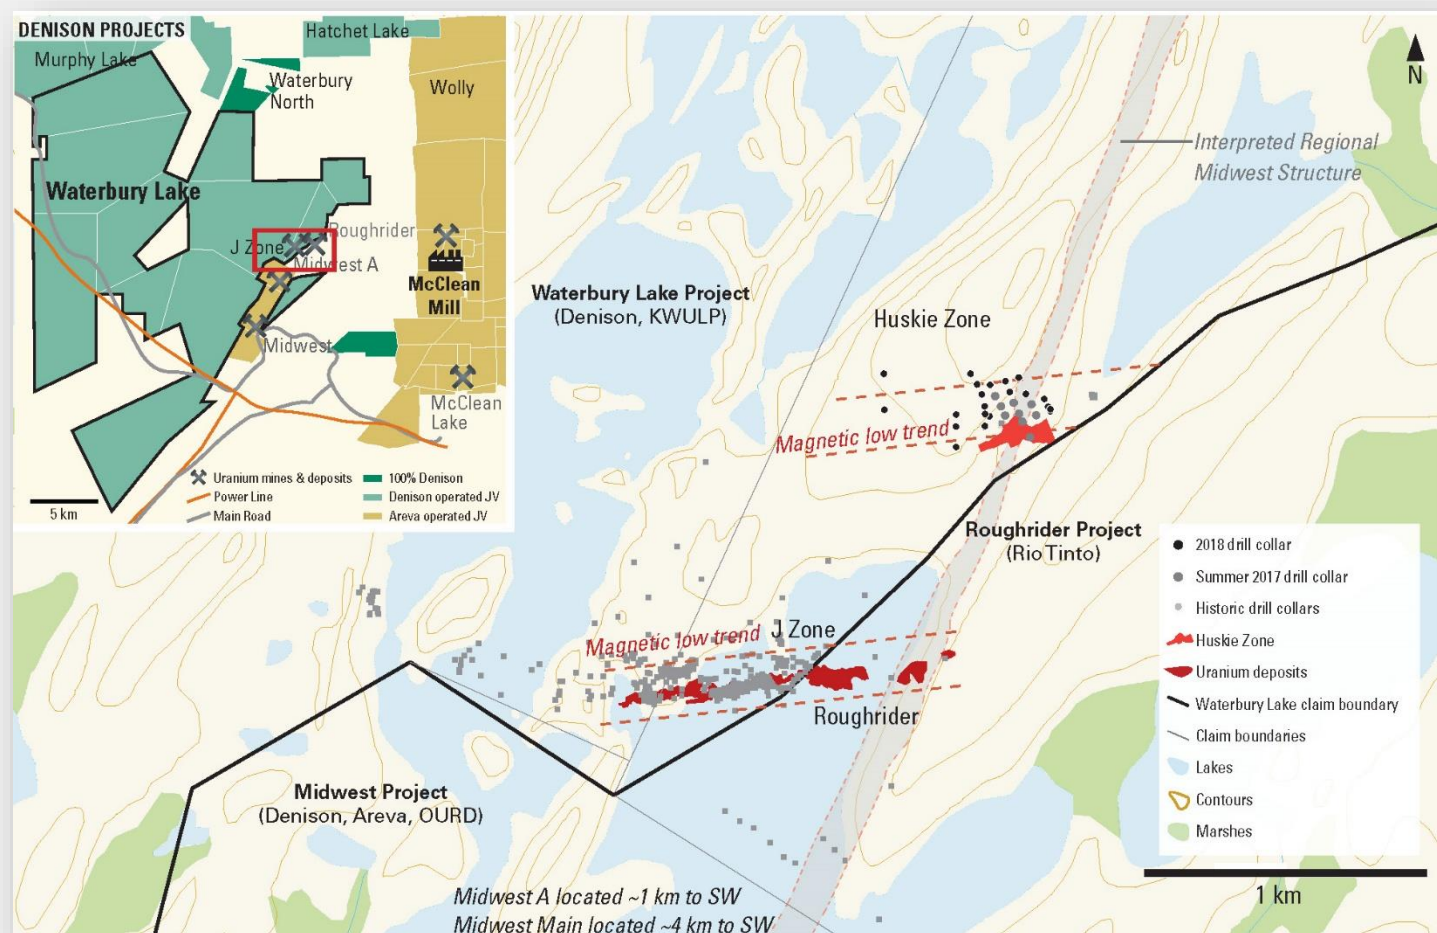 DENISON PROJECTS
Hatchet Lake
Murphy Lake
Waterbury
North
Wolly
Waterbury Lake
Roughrider
J Zone
Midwest A
McClean
Mill
Midwest
McClean
Lake
Uranium mines & deposits
Power Line
Main Road
100% Denison
Denison operated JV
Areva operated JV
5 km
N
Interpreted Regional
Midwest Structure
Waterbury Lake Project
(Denison, KWULP)
Huskie Zone
Magnetic low trend
Roughrider Project
(Rio Tinto)
Magnetic low trend
J Zone
Roughrider
Midwest Project
(Denison, Areva, OURD)
Midwest A located ~1 km to SW
Midwest Main located ~4 km to SW
2018 drill collar
Summer 2017 drill collar
Historic drill collars
Huskie Zone
Uranium deposits
Waterbury Lake claim boundary
Claim boundaries
Lakes
Contours
Marshes
1 km